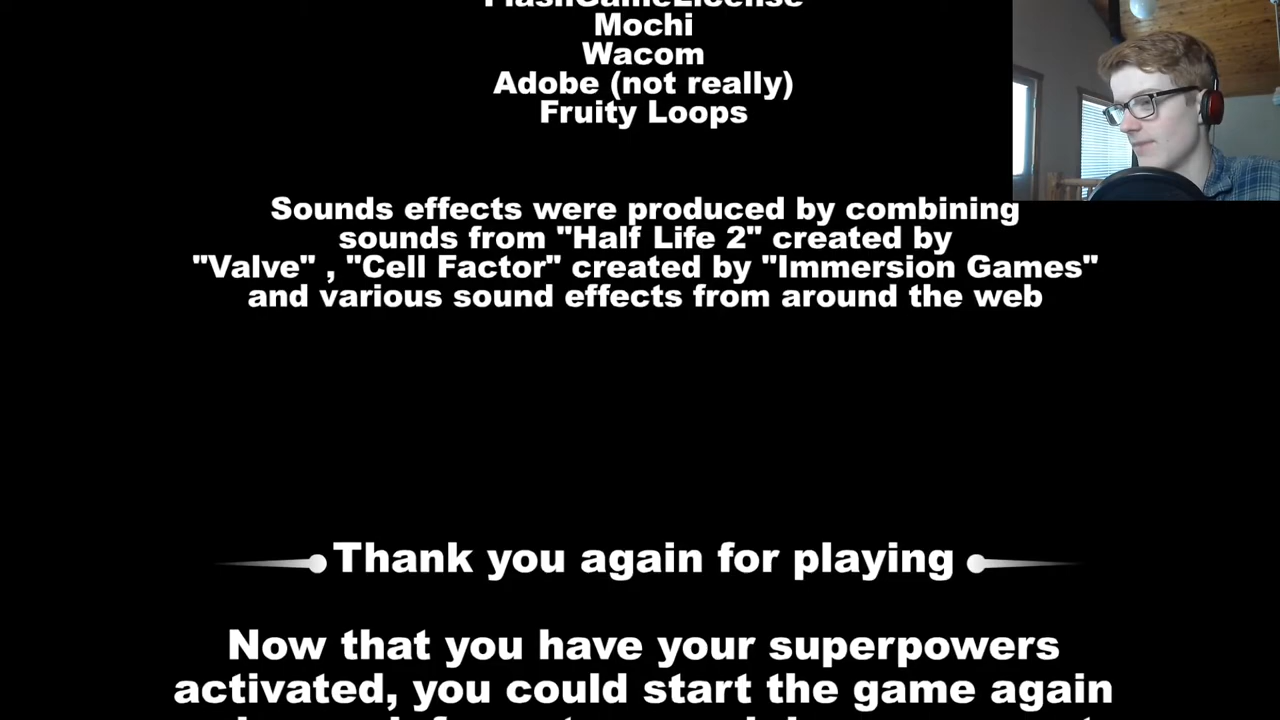 FlashGameLicense
Mochi
Wacom
Adobe (not really)
Fruity Loops
Sounds effects were produced by combining
sounds from "Half Life 2" created by
"Valve" , "Cell Factor" created by "Immersion Games"
and various sound effects from around the web
Thank you again for playing
Now that you have your superpowers
activated, you could start the game again